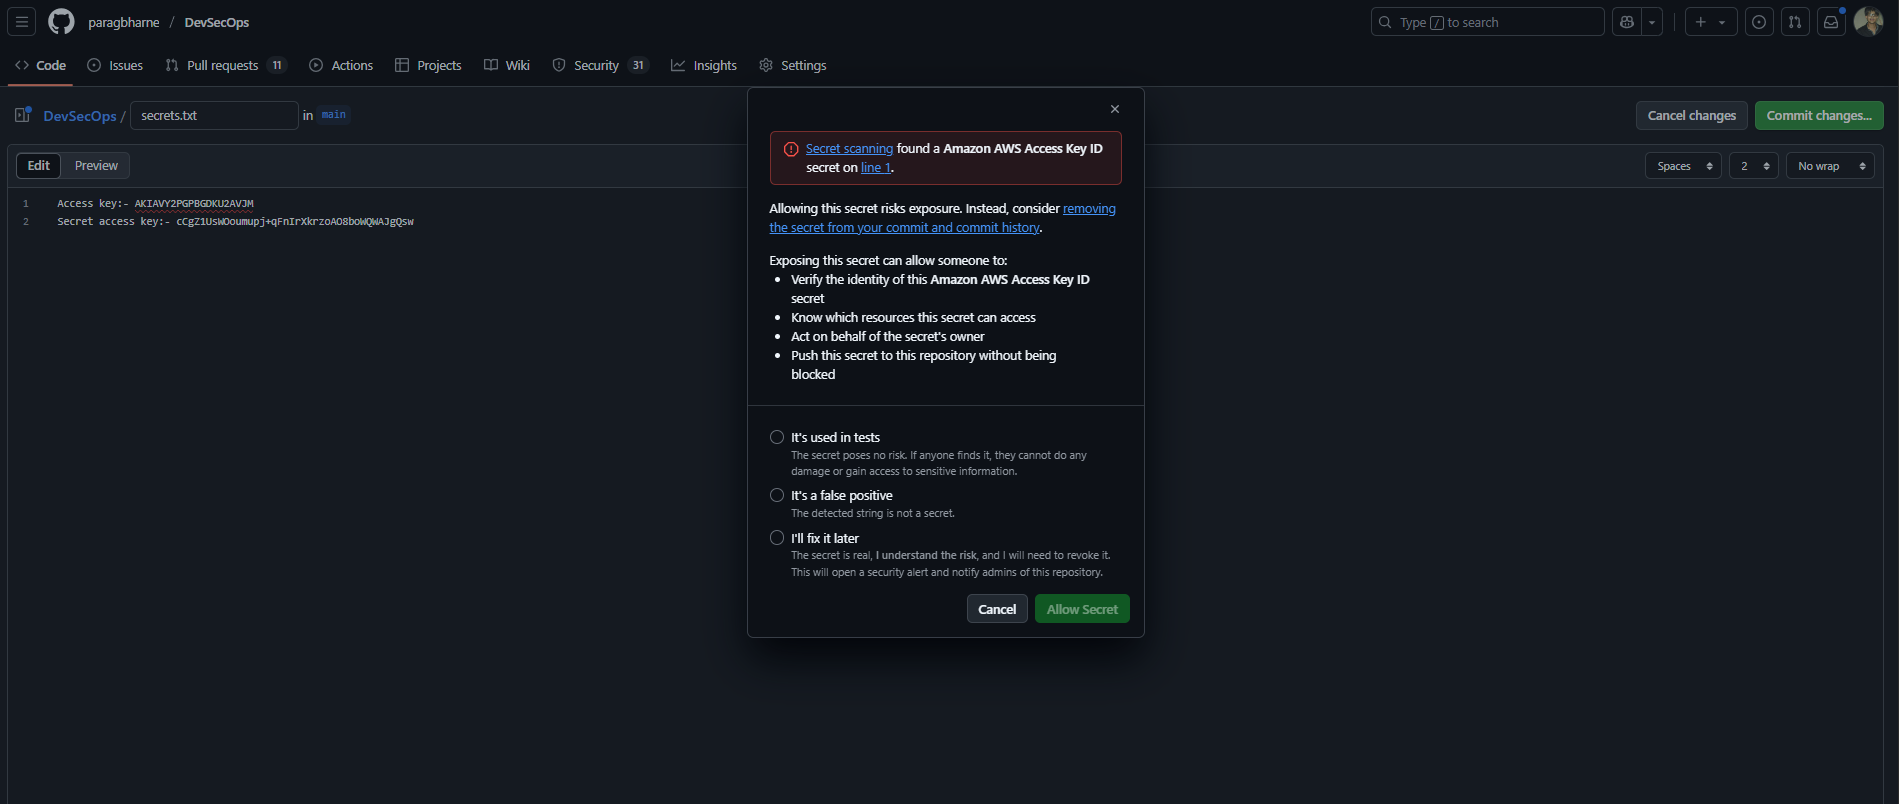 paragbharne / DevSecOps
Type / to search
Code
Issues
Pull requests 11
Actions
Projects
Wiki
Security 31
Insights
Settings
DevSecOps / secrets.txt in main
Cancel changes
Commit changes...
Edit
Preview
Spaces
2
No wrap
1 Access key:- AKIAVY2PGPBGDKU2AVJM
2 Secret access key:-
Secret scanning found a Amazon AWS Access Key ID
secret on line 1.
Allowing this secret risks exposure. Instead, consider removing
the secret from your commit and commit history.
Exposing this secret can allow someone to:
• Verify the identity of this Amazon AWS Access Key ID
secret
• Know which resources this secret can access
• Act on behalf of the secret's owner
• Push this secret to this repository without being
blocked
It's used in tests
The secret poses no risk. If anyone finds it, they cannot do any
damage or gain access to sensitive information.
It's a false positive
The detected string is not a secret.
I'll fix it later
The secret is real, I understand the risk, and I will need to revoke it.
This will open a security alert and notify admins of this repository.
Cancel
Allow Secret